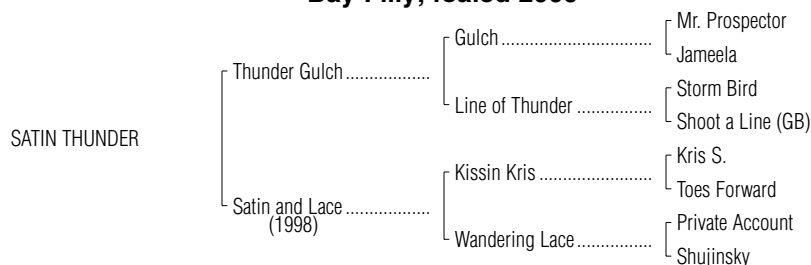 Bay Filly; foaled
Mr. Prospector
Gulch
Jameela
Thunder Gulch
Storm Bird
Line of Thunder
Shoot a Line (GB)
SATIN THUNDER
Kris S.
Kissin Kris
Toes Forward
Satin and Lace
(1998)
Private Account
Wandering Lace
Shujinsky